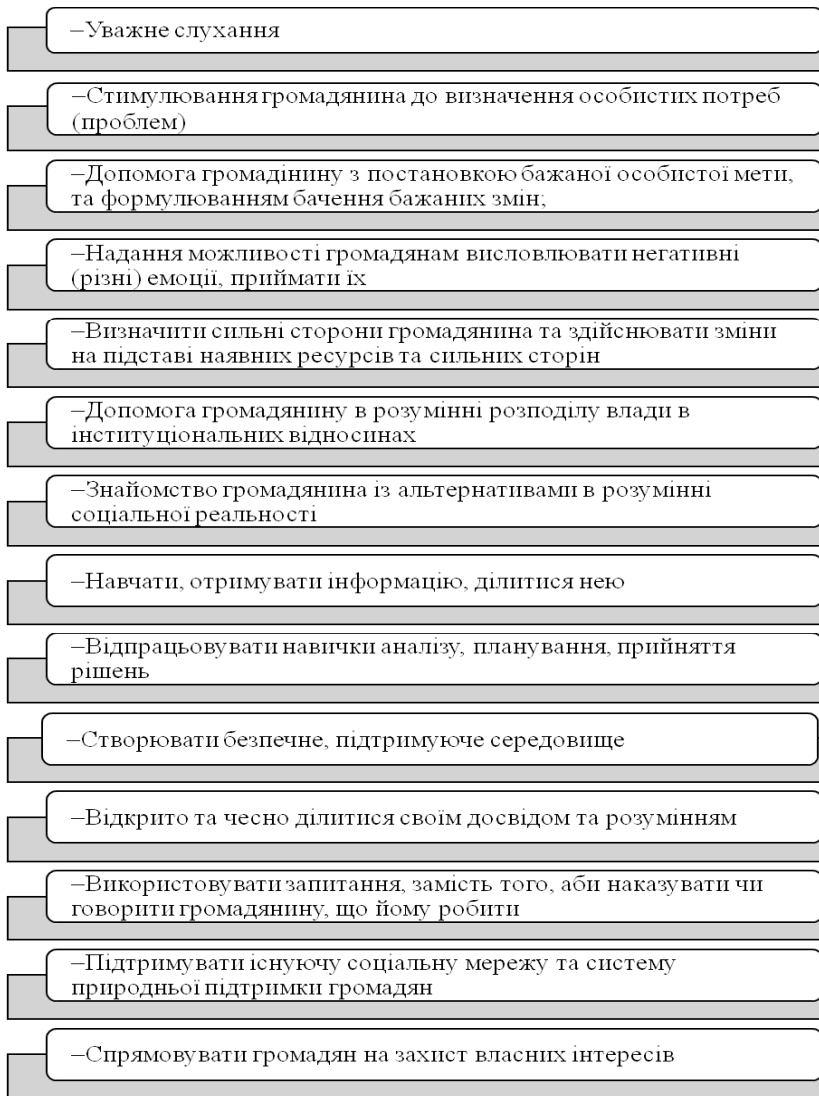 –Уважне слухання
–Стимулювання громадянина до визначення особистих потреб
(проблем)
–Допомога громадінину з постановкою бажаної особистої мети,
та формулюванням бачення бажаних змін;
–Надання можливості громадянам висловлювати негативні
(різні) емоції, приймати їх
–Визначити сильні сторони громадянина та здійснювати зміни
на підставі наявних ресурсів та сильних сторін
–Допомога громадянину в розумінні розподілу влади в
інституціональних відносинах
–Знайомство громадянина із альтернативами в розумінні
соціальної реальності
–Навчати, отримувати інформацію, ділитися нею
–Відпрацьовувати навички аналізу, планування, прийняття
рішень
–Створювати безпечне, підтримуюче середовище
–Відкрито та чесно ділитися своїм досвідом та розумінням
–Використовувати запитання, замість того, аби наказувати чи
говорити громадянину, що йому робити
–Підтримувати існуючу соціальну мережу та систему
природньої підтримки громадян
–Спрямовувати громадян на захист власних інтересів